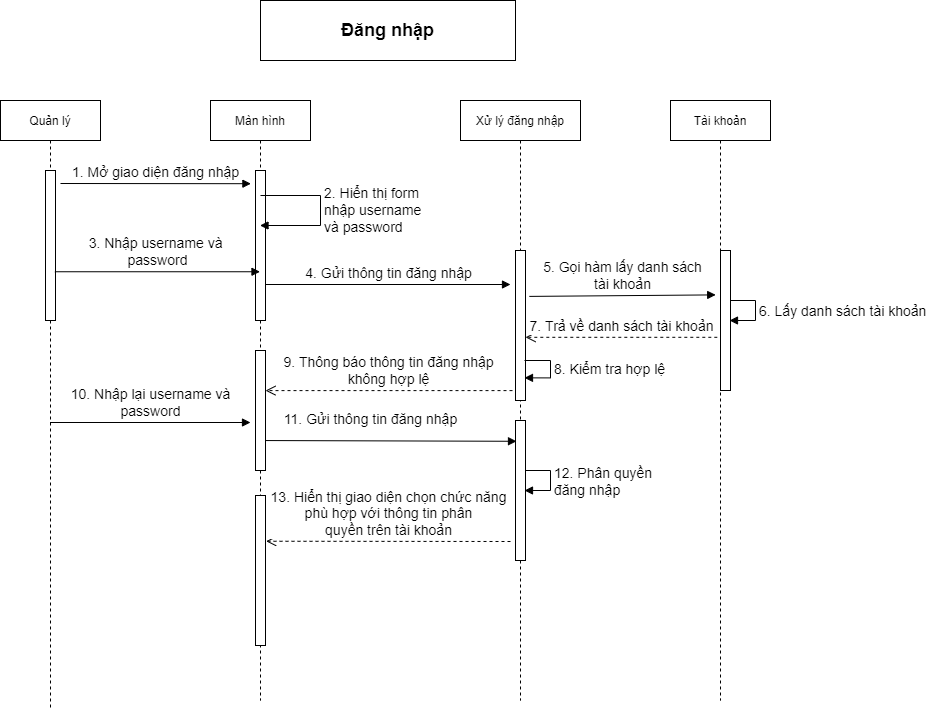 Đăng nhập
Quản lý
Màn hình
Xử lý đăng nhập
Tài khoản
1. Mở giao diện đăng nhập
2. Hiển thị form
nhập username
và password
3. Nhập username và
password
4. Gửi thông tin đăng nhập
5. Gọi hàm lấy danh sách
tài khoản
6. Lấy danh sách tài khoản
7. Trả về danh sách tài khoản
8. Kiểm tra hợp lệ
9. Thông báo thông tin đăng nhập
không hợp lệ
10. Nhập lại username và
password
11. Gửi thông tin đăng nhập
12. Phân quyền
đăng nhập
13. Hiển thị giao diện chọn chức năng
phù hợp với thông tin phân
quyền trên tài khoản